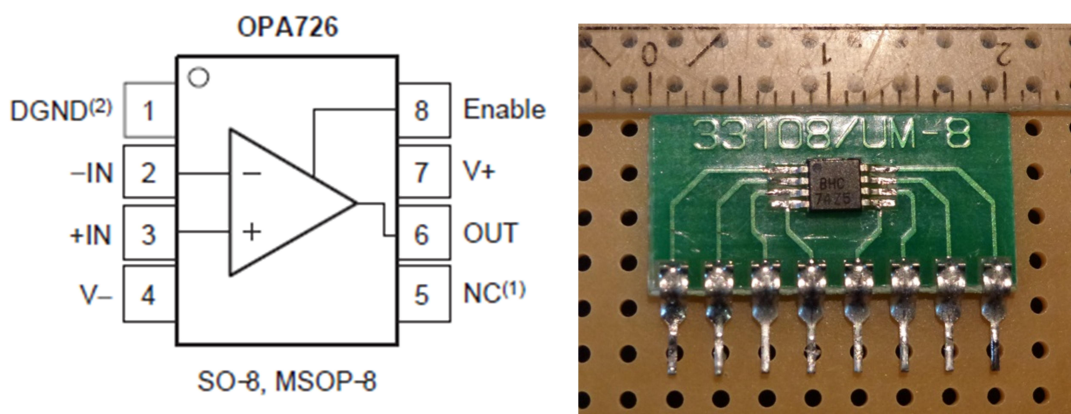 OPA726
DGND(2) 1
8 Enable
−IN 2
7 V+
+IN 3
6 OUT
V− 4
5 NC(1)
−
+
SO-8, MSOP-8
0 1 2
33108/UM-8
BHC
7425